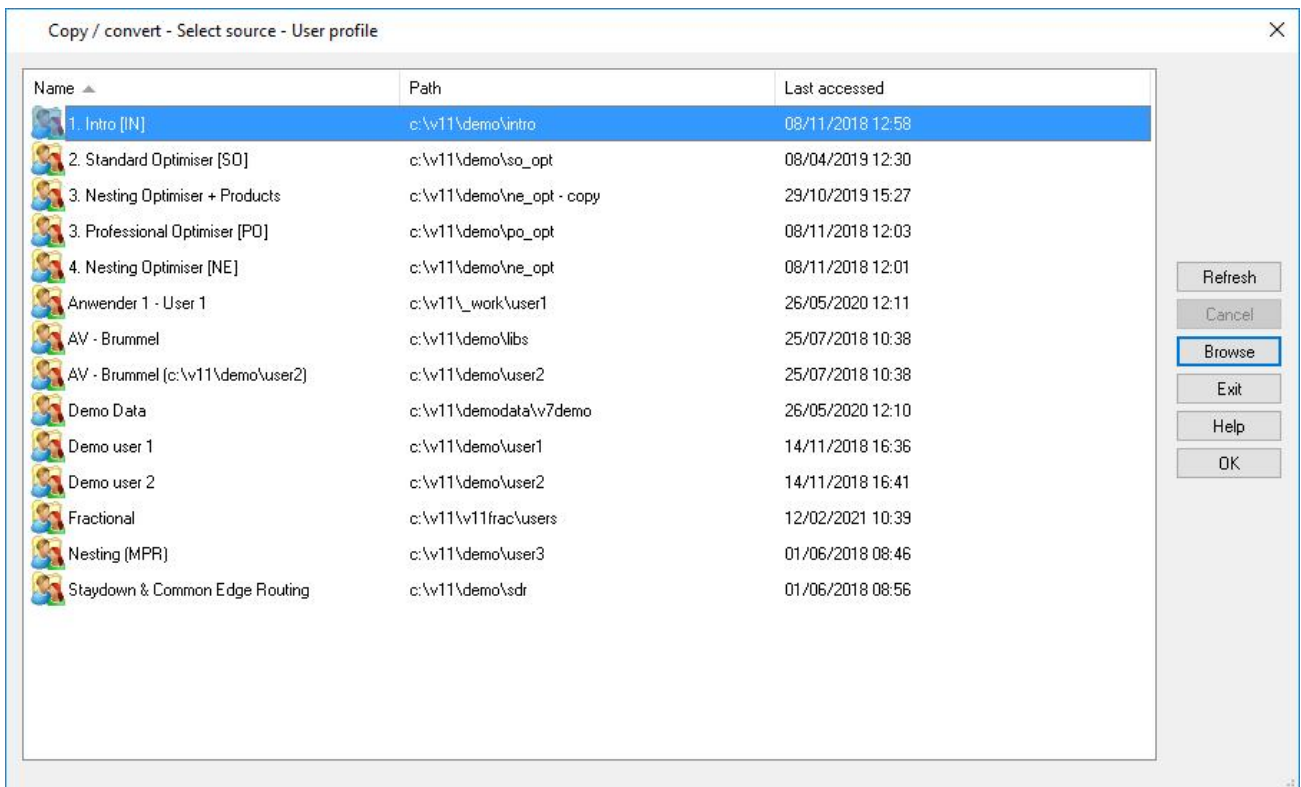 Copy / convert - Select source - User profile
Name Path Last accessed
1. Intro [IN] c:\v11\demo\intro 08/11/2018 12:58
2. Standard Optimiser [SO] c:\v11\demo\so_opt 08/04/2019 12:30
3. Nesting Optimiser + Products c:\v11\demo\ne_opt - copy 29/10/2019 15:27
3. Professional Optimiser [PO] c:\v11\demo\po_opt 08/11/2018 12:03
4. Nesting Optimiser [NE] c:\v11\demo\ne_opt 08/11/2018 12:01
Anwender 1 - User 1 c:\v11\_work\user1 26/05/2020 12:11
AV - Brummel c:\v11\demo\libs 25/07/2018 10:38
AV - Brummel (c:\v11\demo\user2) c:\v11\demo\user2 25/07/2018 10:38
Demo Data c:\v11\demodata\v7demo 26/05/2020 12:10
Demo user 1 c:\v11\demo\user1 14/11/2018 16:36
Demo user 2 c:\v11\demo\user2 14/11/2018 16:41
Fractional c:\v11\v11frac\users 12/02/2021 10:39
Nesting (MPR) c:\v11\demo\user3 01/06/2018 08:46
Staydown & Common Edge Routing c:\v11\demo\sdr 01/06/2018 08:56
Refresh
Cancel
Browse
Exit
Help
OK